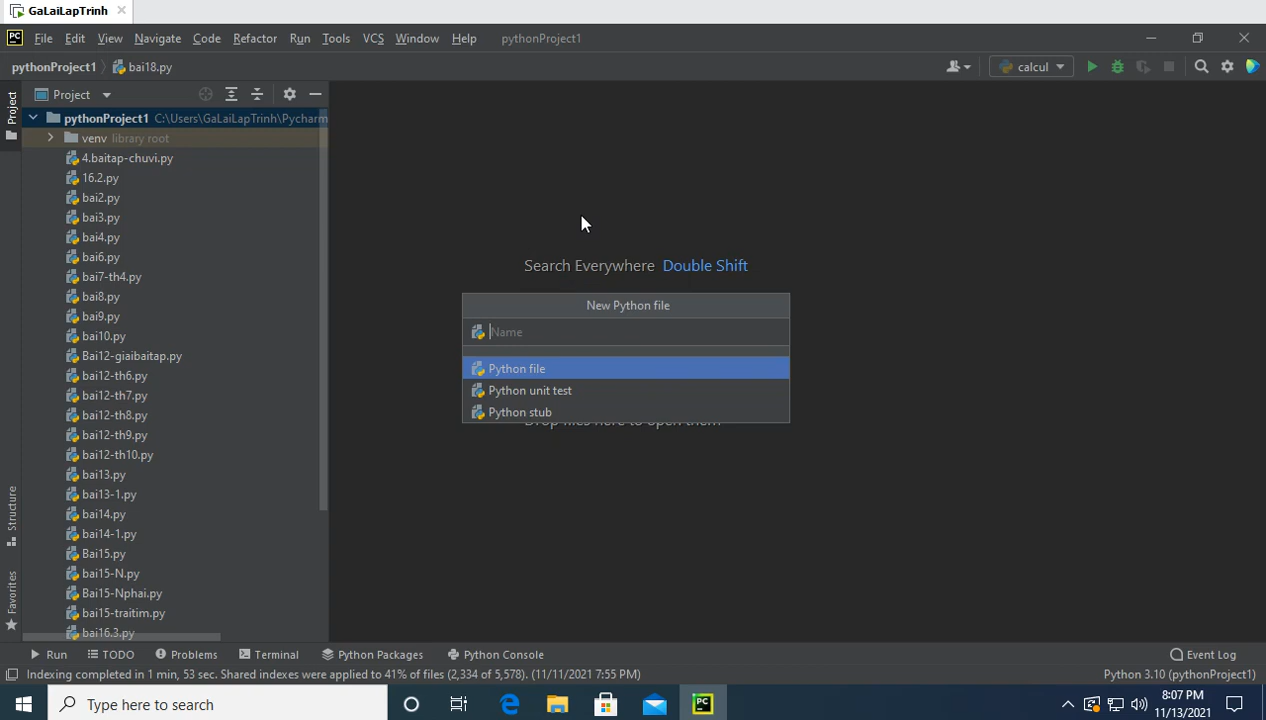 GaLaiLapTrinh
PC File Edit View Navigate Code Refactor Run Tools VCS Window Help pythonProject1
pythonProject1 bai18.py calcul
Project
Project
pythonProject1 C:\Users\GaLaiLapTrinh\Pycharm
venv library root
4.baitap-chuvi.py
16.2.py
bai2.py
bai3.py
bai4.py
bai6.py
bai7-th4.py
bai8.py
bai9.py
bai10.py
Bai12-giaibaitap.py
bai12-th6.py
bai12-th7.py
bai12-th8.py
bai12-th9.py
bai12-th10.py
bai13.py
bai13-1.py
bai14.py
bai14-1.py
Bai15.py
bai15-N.py
Bai15-Nphai.py
bai15-traitim.py
bai16.3.py
Structure
Favorites
Search Everywhere Double Shift
New Python file
Name
Python file
Python unit test
Python stub
Drop files here to open them
Run TODO Problems Terminal Python Packages Python Console Event Log
Indexing completed in 1 min, 53 sec. Shared indexes were applied to 41% of files (2,334 of 5,578). (11/11/2021 7:55 PM) Python 3.10 (pythonProject1)
Type here to search PC 8:07 PM
11/13/2021